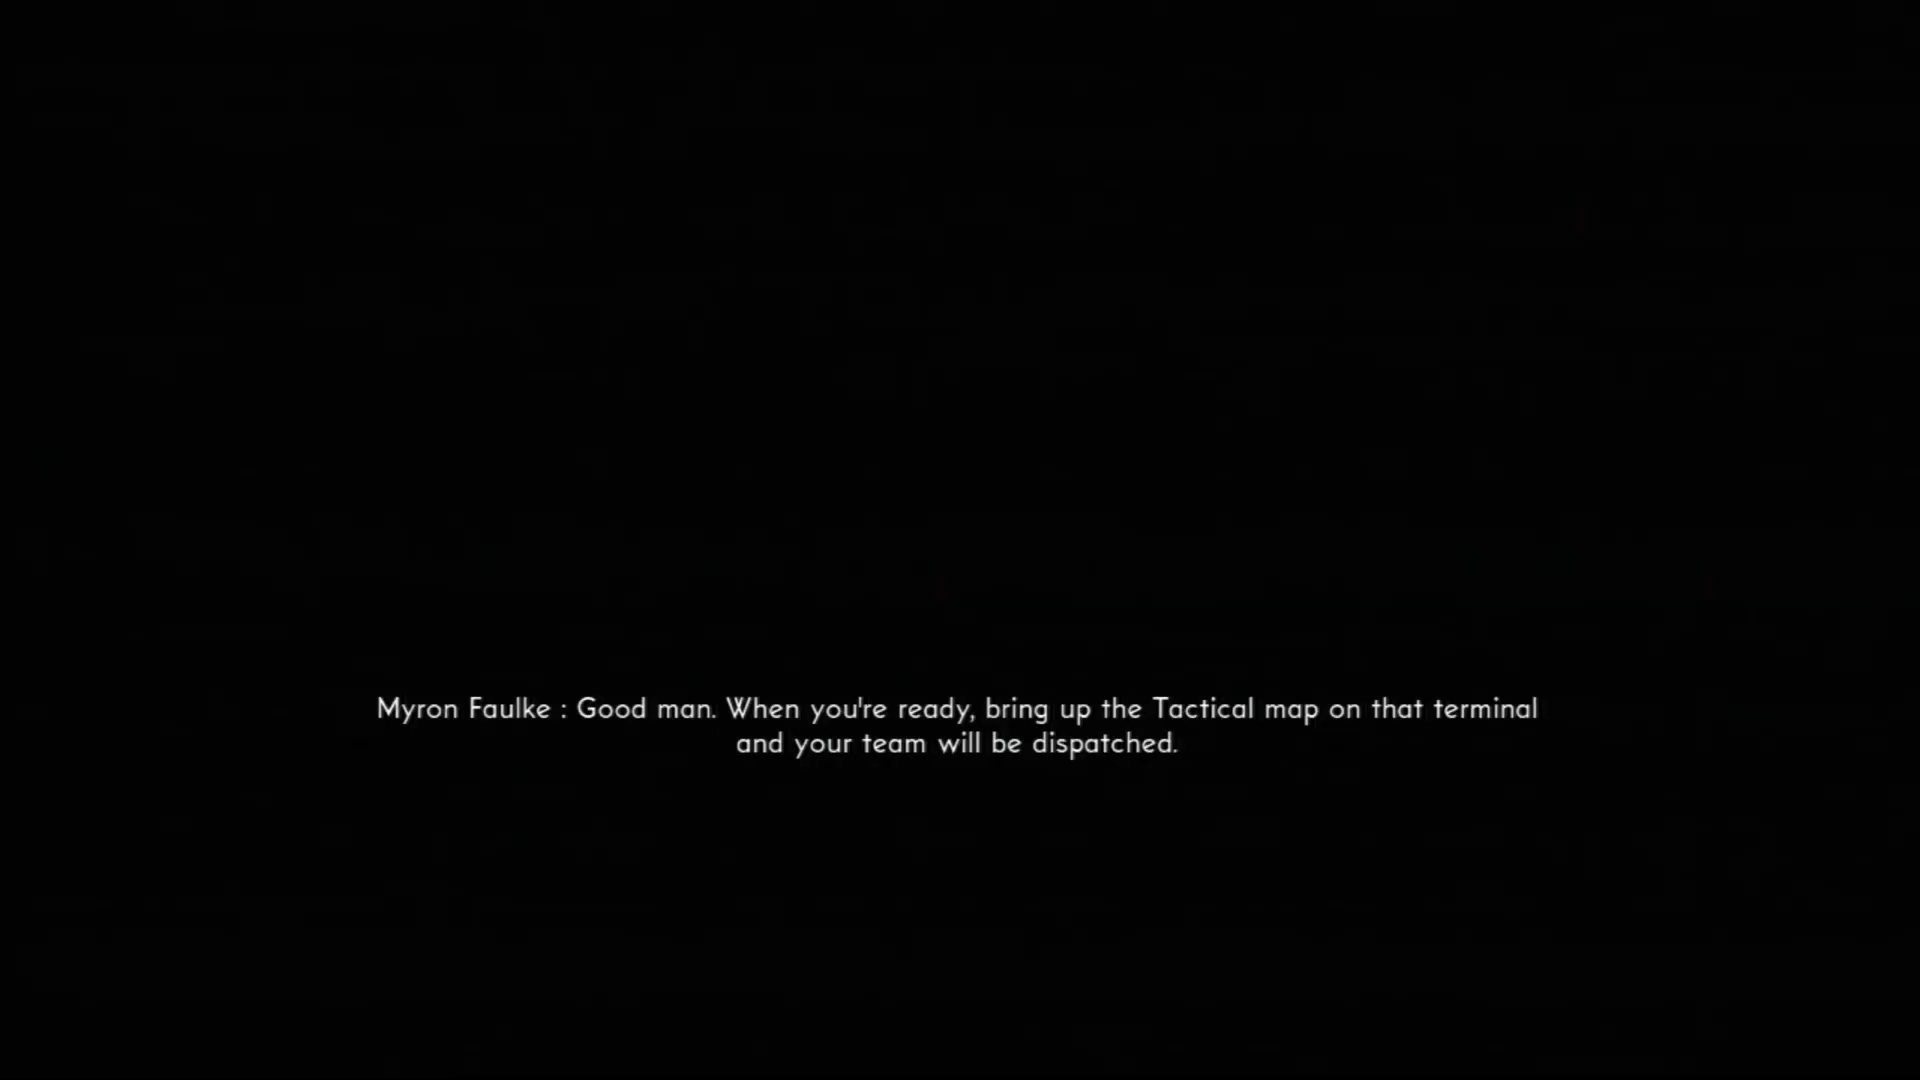 Myron Faulke : Good man. When you're ready, bring up the Tactical map on that terminal
and your team will be dispatched.